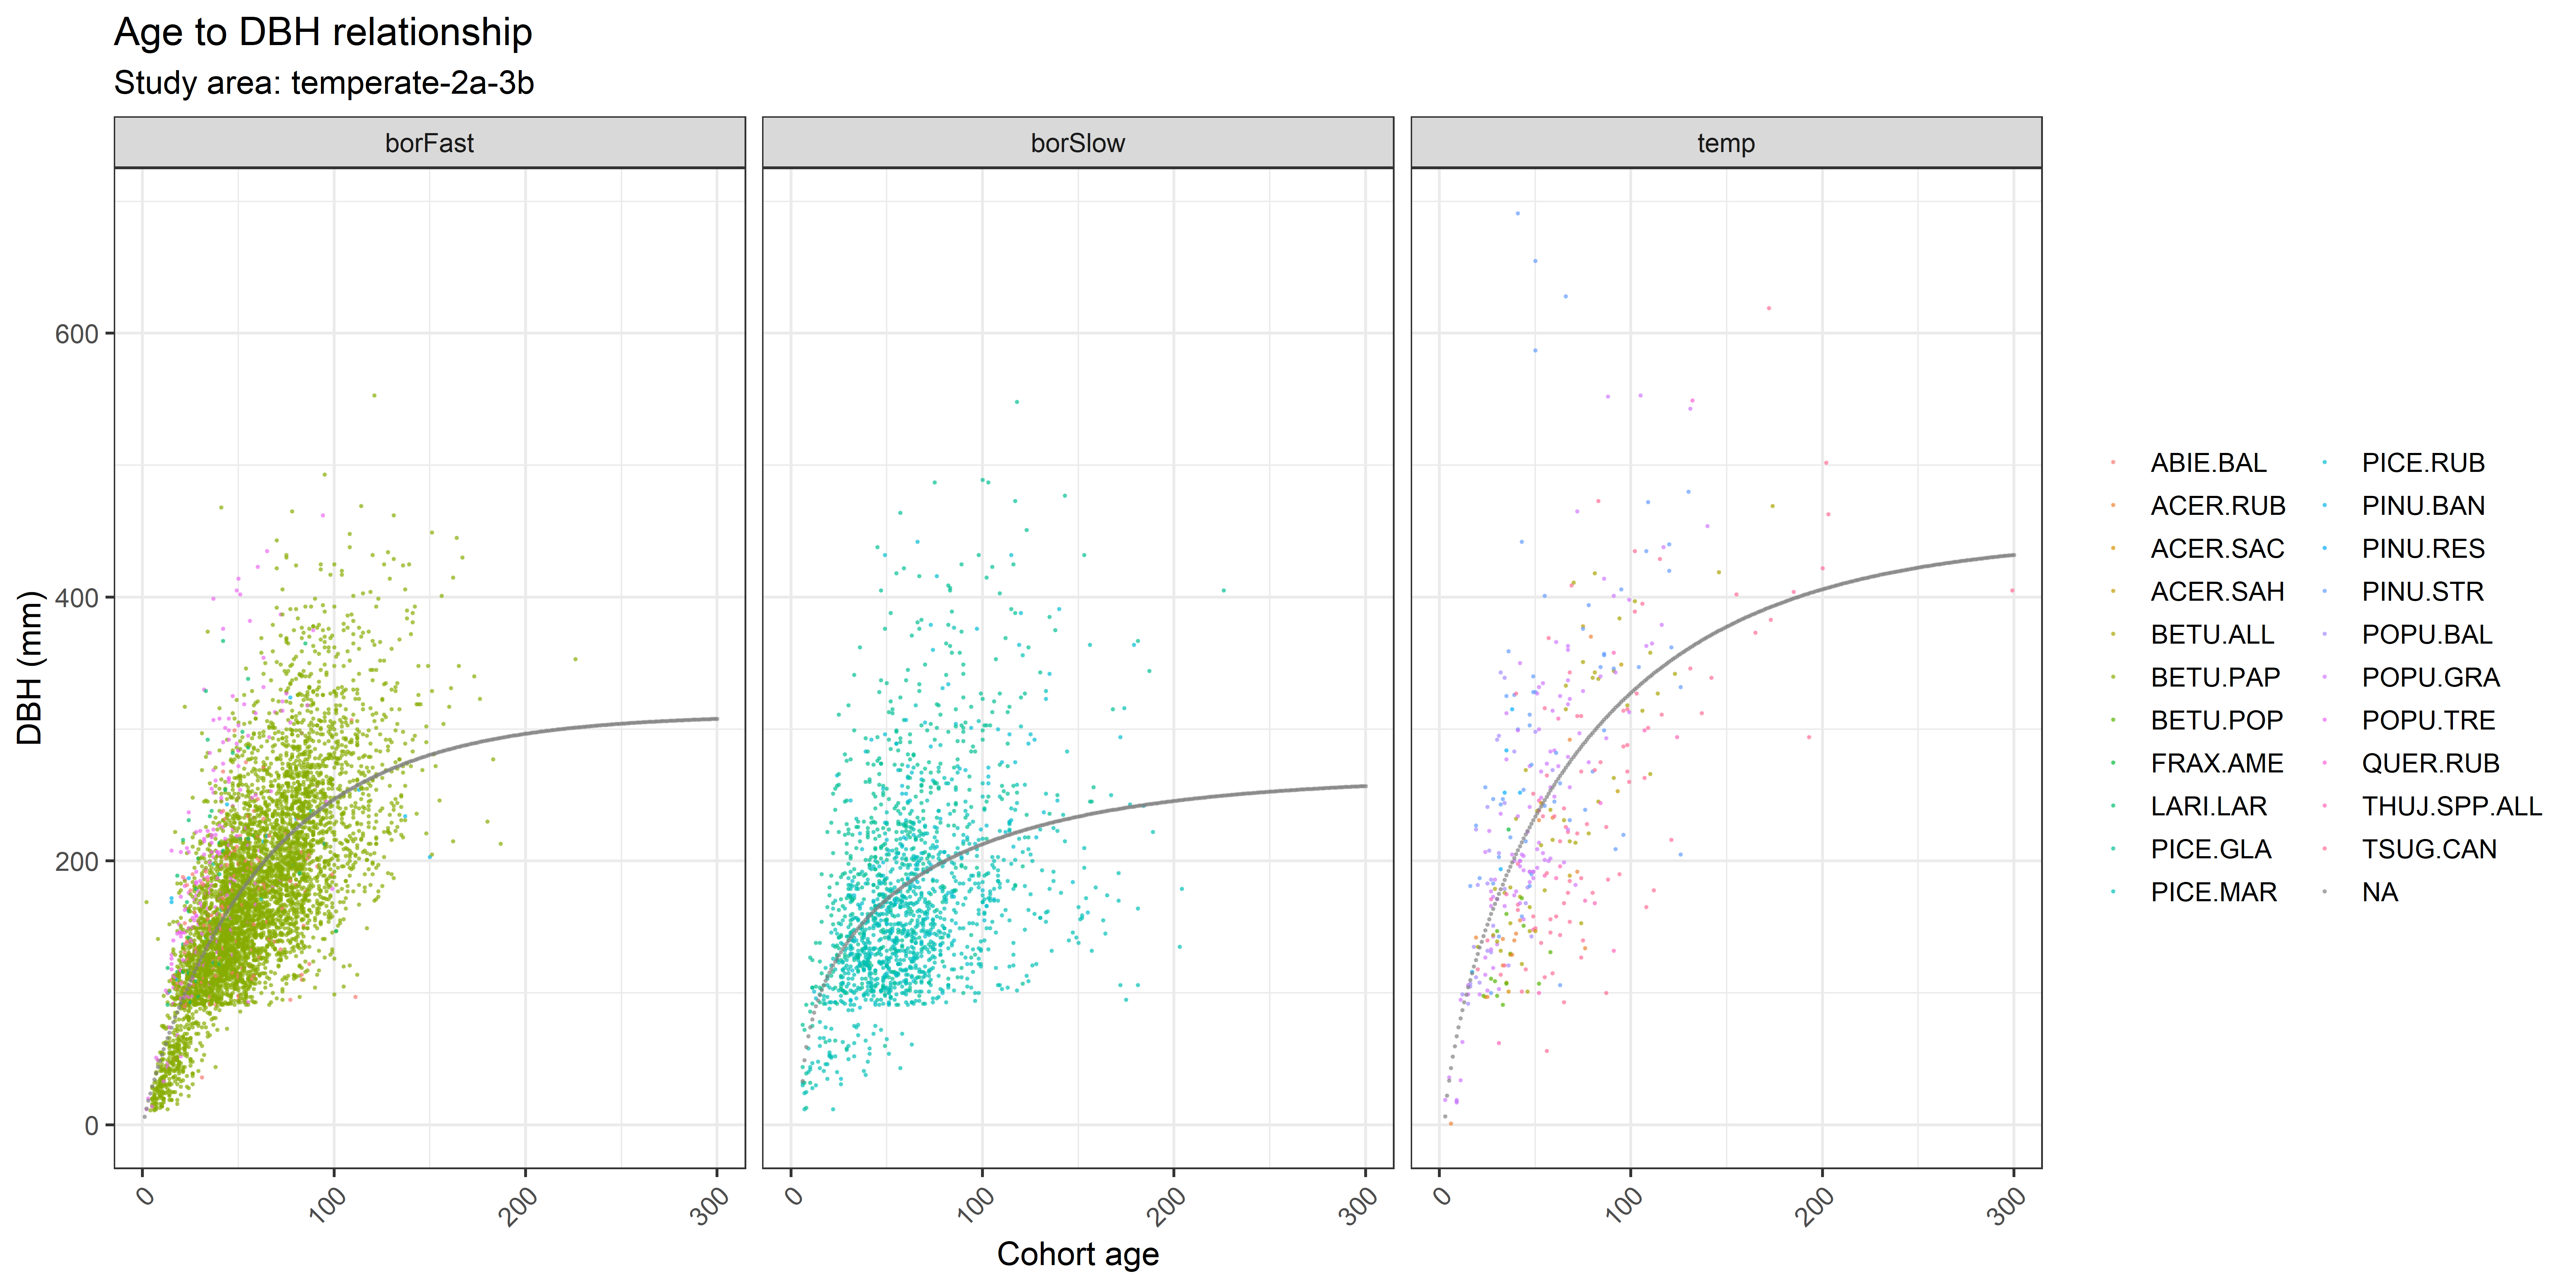 Age to DBH relationship
Study area: temperate-2a-3b
borFast
borSlow
temp
DBH (mm)
600
400
200
0
0
100
200
300
0
100
200
300
0
100
200
300
Cohort age
ABIE.BAL
ACER.RUB
ACER.SAC
ACER.SAH
BETU.ALL
BETU.PAP
BETU.POP
FRAX.AME
LARI.LAR
PICE.GLA
PICE.MAR
PICE.RUB
PINU.BAN
PINU.RES
PINU.STR
POPU.BAL
POPU.GRA
POPU.TRE
QUER.RUB
THUJ.SPP.ALL
TSUG.CAN
NA